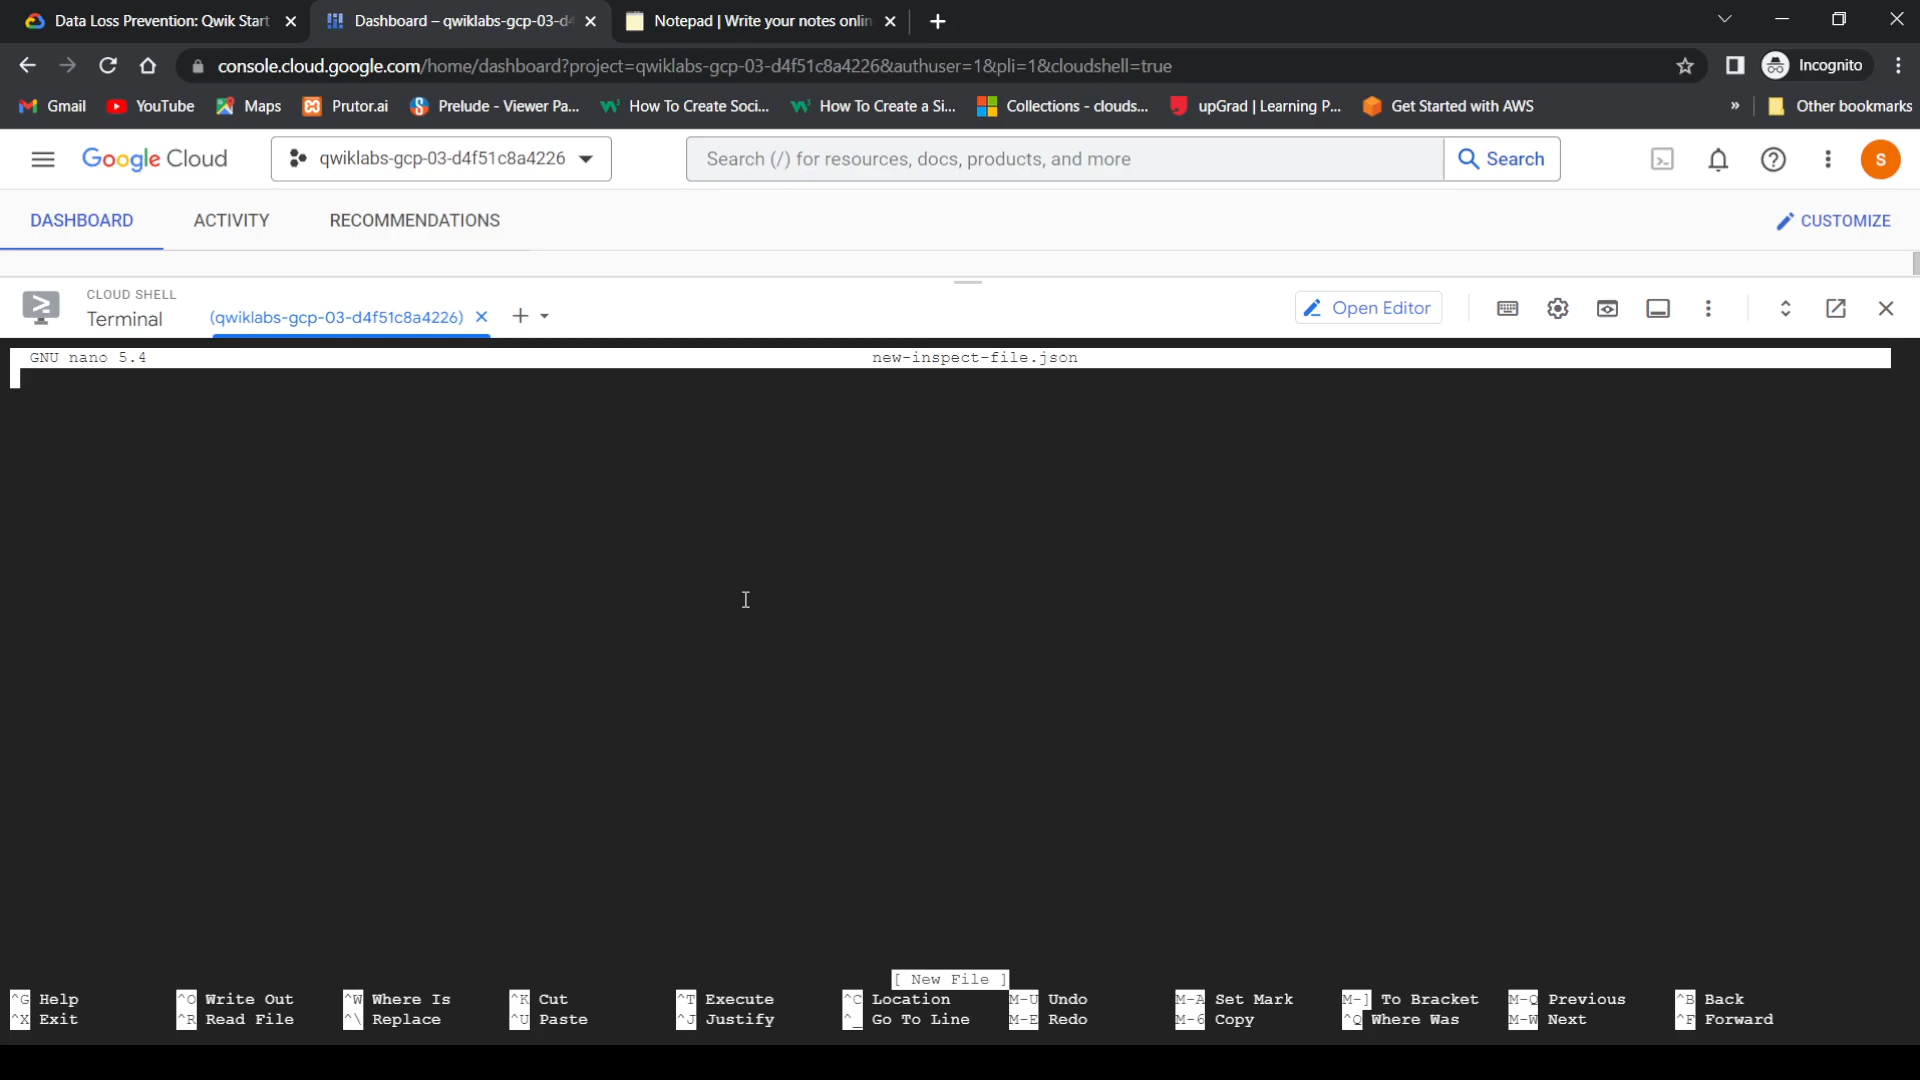 Data Loss Prevention: Qwik Start
Dashboard – qwiklabs-gcp-03-d4
Notepad | Write your notes onlin
console.cloud.google.com/home/dashboard?project=qwiklabs-gcp-03-d4f51c8a4226&authuser=1&pli=1&cloudshell=true
Incognito
Gmail
YouTube
Maps
Prutor.ai
Prelude - Viewer Pa...
How To Create Soci...
How To Create a Si...
Collections - clouds...
upGrad | Learning P...
Get Started with AWS
»
Other bookmarks
Google Cloud
qwiklabs-gcp-03-d4f51c8a4226
Search (/) for resources, docs, products, and more
Search
S
DASHBOARD
ACTIVITY
RECOMMENDATIONS
CUSTOMIZE
CLOUD SHELL
Terminal
(qwiklabs-gcp-03-d4f51c8a4226)
Open Editor
GNU nano 5.4 new-inspect-file.json
[ New File ]
^G Help ^O Write Out ^W Where Is ^K Cut ^T Execute ^C Location M-U Undo M-A Set Mark M-] To Bracket M-Q Previous ^B Back
^X Exit ^R Read File ^\ Replace ^U Paste ^J Justify ^_ Go To Line M-E Redo M-6 Copy ^Q Where Was M-W Next ^F Forward